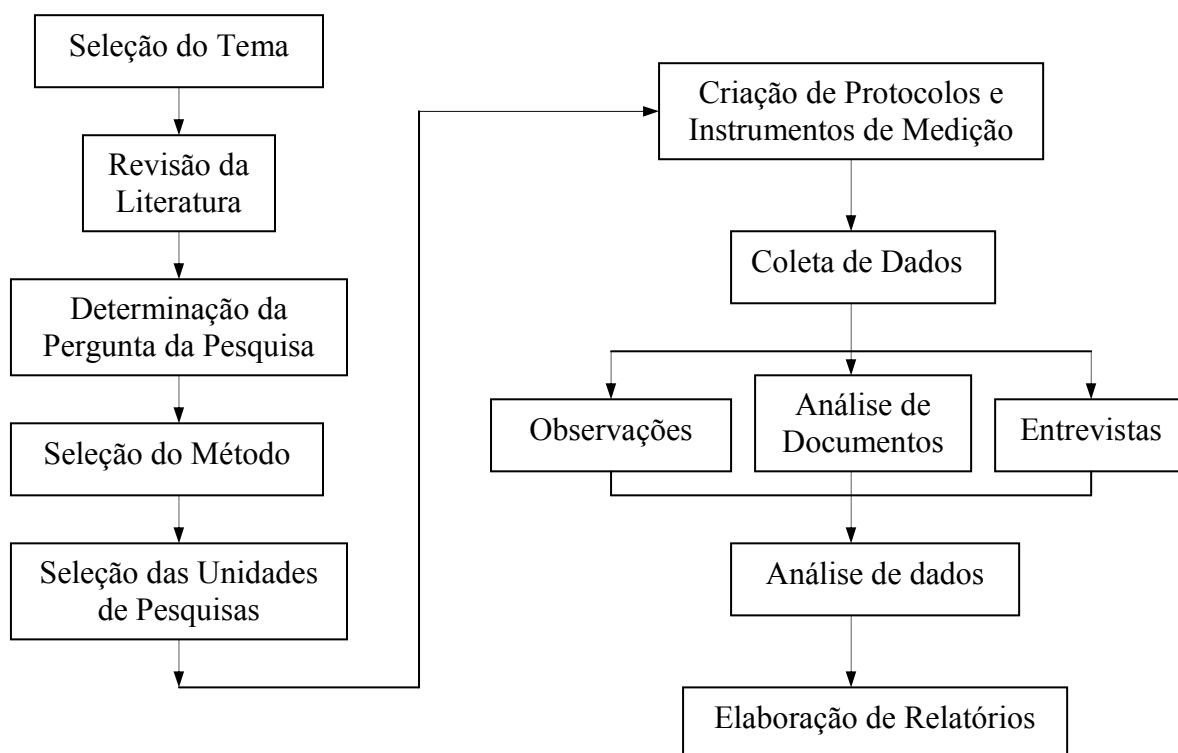 Seleção do Tema
Revisão da
Literatura
Determinação da
Pergunta da Pesquisa
Seleção do Método
Seleção das Unidades
de Pesquisas
Criação de Protocolos e
Instrumentos de Medição
Coleta de Dados
Observações
Análise de
Documentos
Entrevistas
Análise de dados
Elaboração de Relatórios